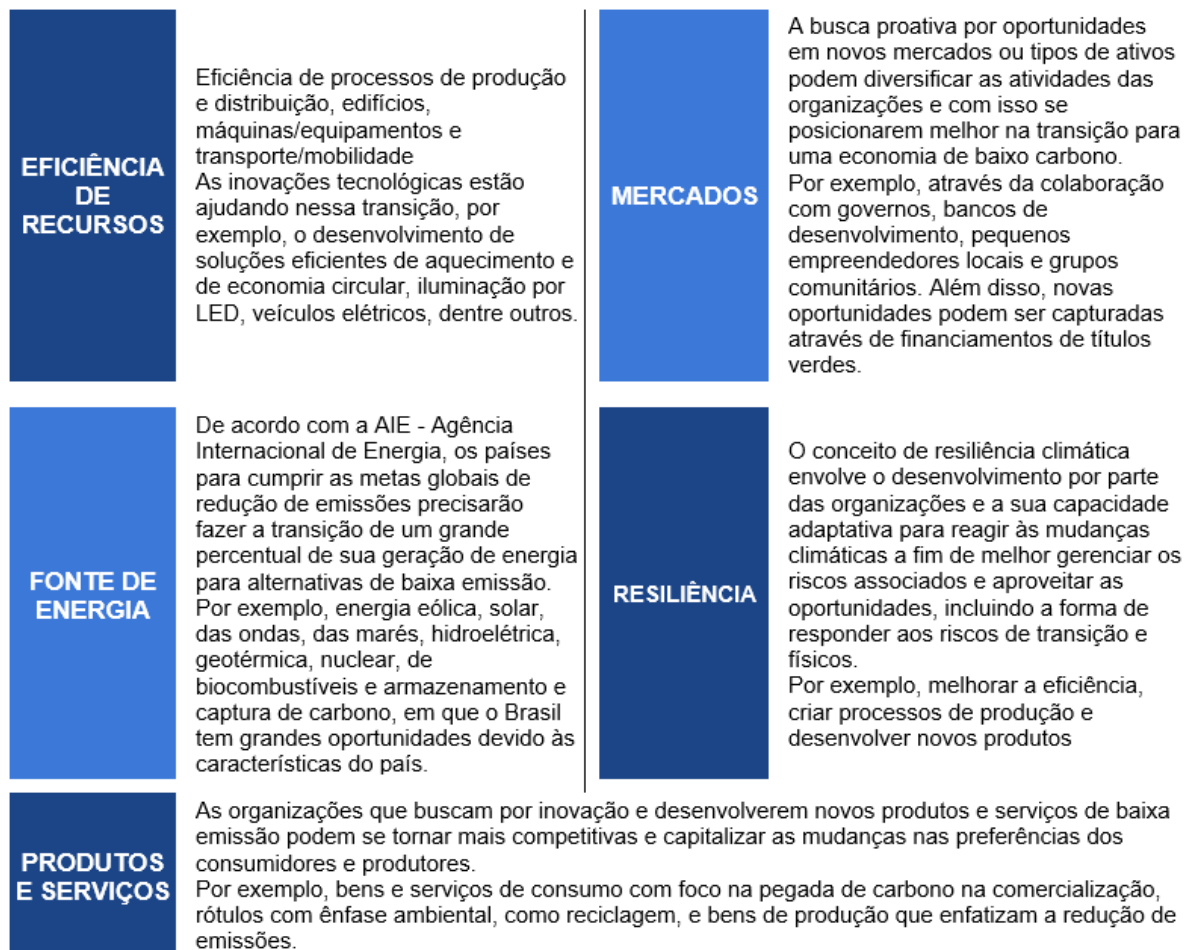 EFICIÊNCIA
DE
RECURSOS
Eficiência de processos de produção
e distribuição, edifícios,
máquinas/equipamentos e
transporte/mobilidade
As inovações tecnológicas estão
ajudando nessa transição, por
exemplo, o desenvolvimento de
soluções eficientes de aquecimento e
de economia circular, iluminação por
LED, veículos elétricos, dentre outros.
MERCADOS
A busca proativa por oportunidades
em novos mercados ou tipos de ativos
podem diversificar as atividades das
organizações e com isso se
posicionarem melhor na transição para
uma economia de baixo carbono.
Por exemplo, através da colaboração
com governos, bancos de
desenvolvimento, pequenos
empreendedores locais e grupos
comunitários. Além disso, novas
oportunidades podem ser capturadas
através de financiamentos de títulos
verdes.
FONTE DE
ENERGIA
De acordo com a AIE - Agência
Internacional de Energia, os países
para cumprir as metas globais de
redução de emissões precisarão
fazer a transição de um grande
percentual de sua geração de energia
para alternativas de baixa emissão.
Por exemplo, energia eólica, solar,
das ondas, das marés, hidroelétrica,
geotérmica, nuclear, de
biocombustíveis e armazenamento e
captura de carbono, em que o Brasil
tem grandes oportunidades devido às
características do país.
RESILIÊNCIA
O conceito de resiliência climática
envolve o desenvolvimento por parte
das organizações e a sua capacidade
adaptativa para reagir às mudanças
climáticas a fim de melhor gerenciar os
riscos associados e aproveitar as
oportunidades, incluindo a forma de
responder aos riscos de transição e
físicos.
Por exemplo, melhorar a eficiência,
criar processos de produção e
desenvolver novos produtos
PRODUTOS
E SERVIÇOS
As organizações que buscam por inovação e desenvolverem novos produtos e serviços de baixa
emissão podem se tornar mais competitivas e capitalizar as mudanças nas preferências dos
consumidores e produtores.
Por exemplo, bens e serviços de consumo com foco na pegada de carbono na comercialização,
rótulos com ênfase ambiental, como reciclagem, e bens de produção que enfatizam a redução de
emissões.